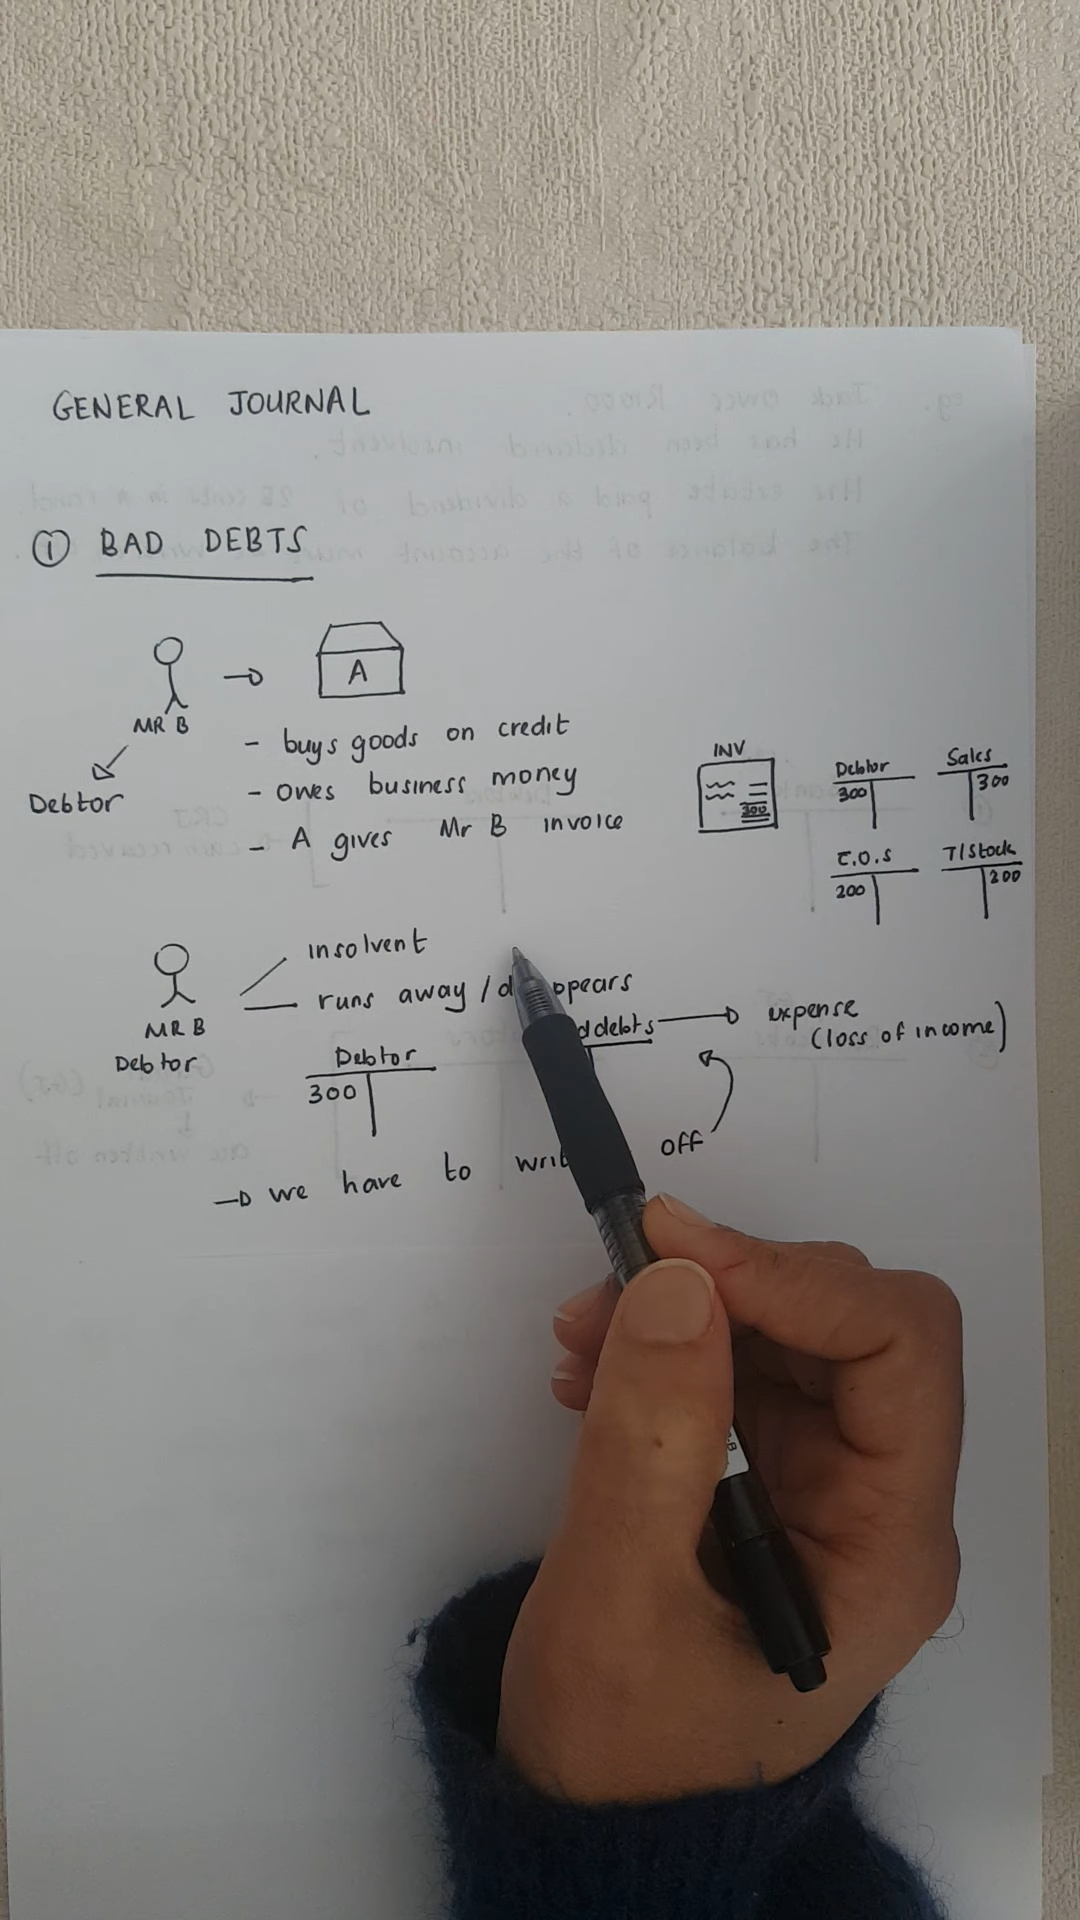 GENERAL JOURNAL
① BAD DEBTS
A
MR B
- buys goods on credit
Debtor
- owes business money
- A gives Mr B invoice
INV
300
Debtor
300
Sales
300
C.O.S
200
T/Stock
200
insolvent
runs away /
MR B
Debtor
Debtor
300
debts → expense
(loss of income)
→ we have to off